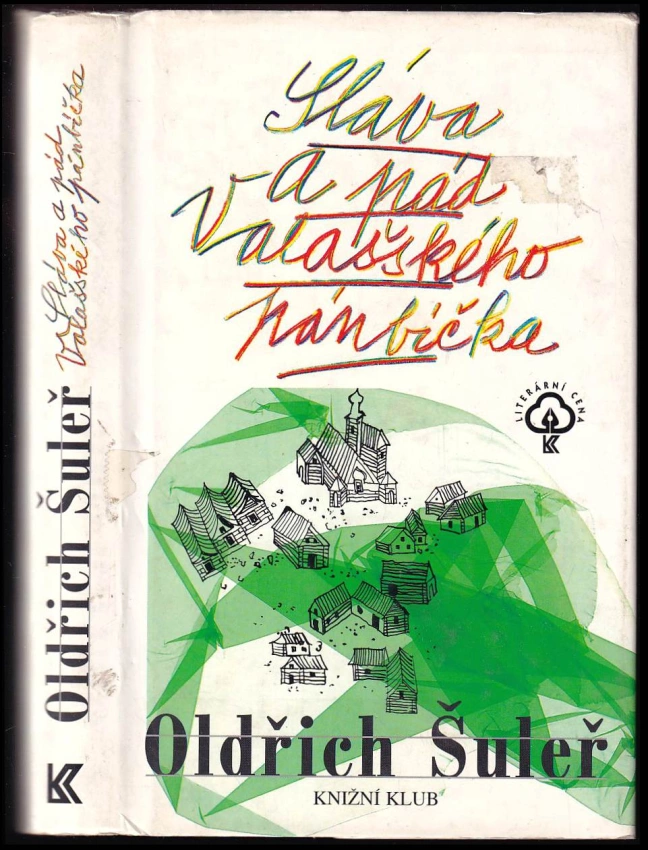 Sláva a pád
Valašského pánbíčka
Oldřich Šuleř
K
Sláva
a pád
Valašského
pánbíčka
LITERÁRNÍ CENA
K
Oldřich Šuleř
KNIŽNÍ KLUB